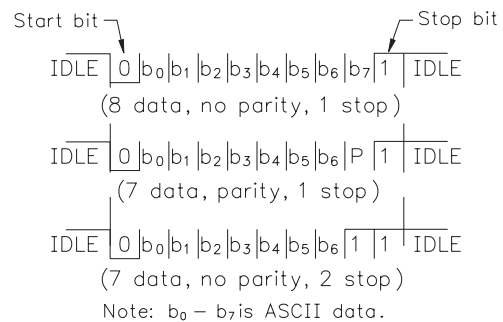 Start bit Stop bit
IDLE 0 b₀ b₁ b₂ b₃ b₄ b₅ b₆ b₇ 1 IDLE
(8 data, no parity, 1 stop)
IDLE 0 b₀ b₁ b₂ b₃ b₄ b₅ b₆ P 1 IDLE
(7 data, parity, 1 stop)
IDLE 0 b₀ b₁ b₂ b₃ b₄ b₅ b₆ 1 1 IDLE
(7 data, no parity, 2 stop)
Note: b₀ – b₇ is ASCII data.